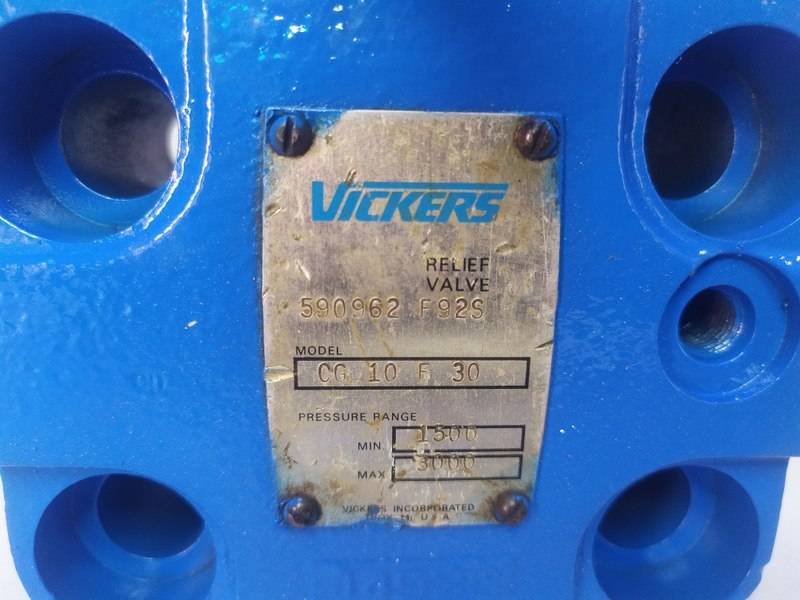 VICKERS
RELIEF
VALVE
590962 F92S
MODEL
CG 10 F 30
PRESSURE RANGE
MIN. 1500
MAX 3000
VICKERS INCORPORATED
U.S.A.